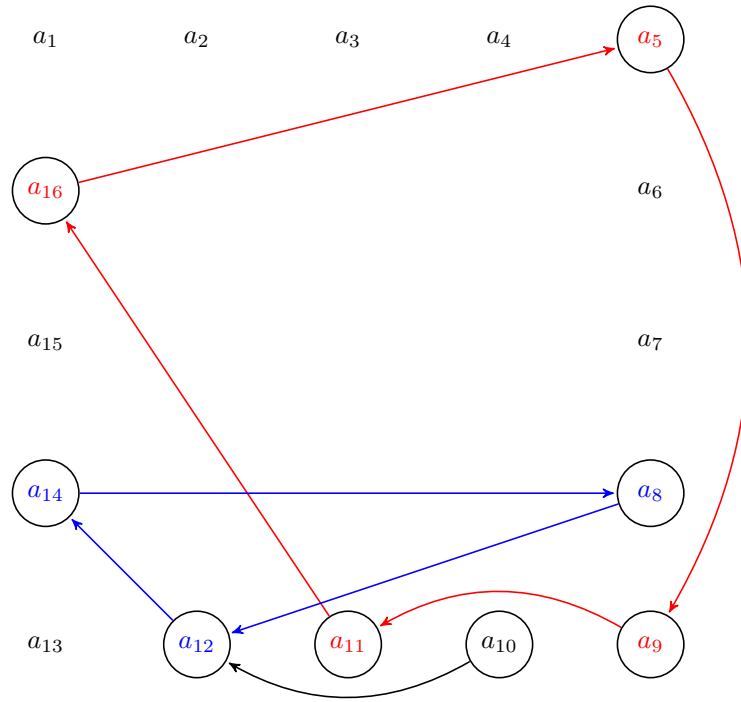 a₁ a₂ a₃ a₄ a₅
a₁₆ a₆
a₁₅ a₇
a₁₄ a₈
a₁₃ a₁₂ a₁₁ a₁₀ a₉